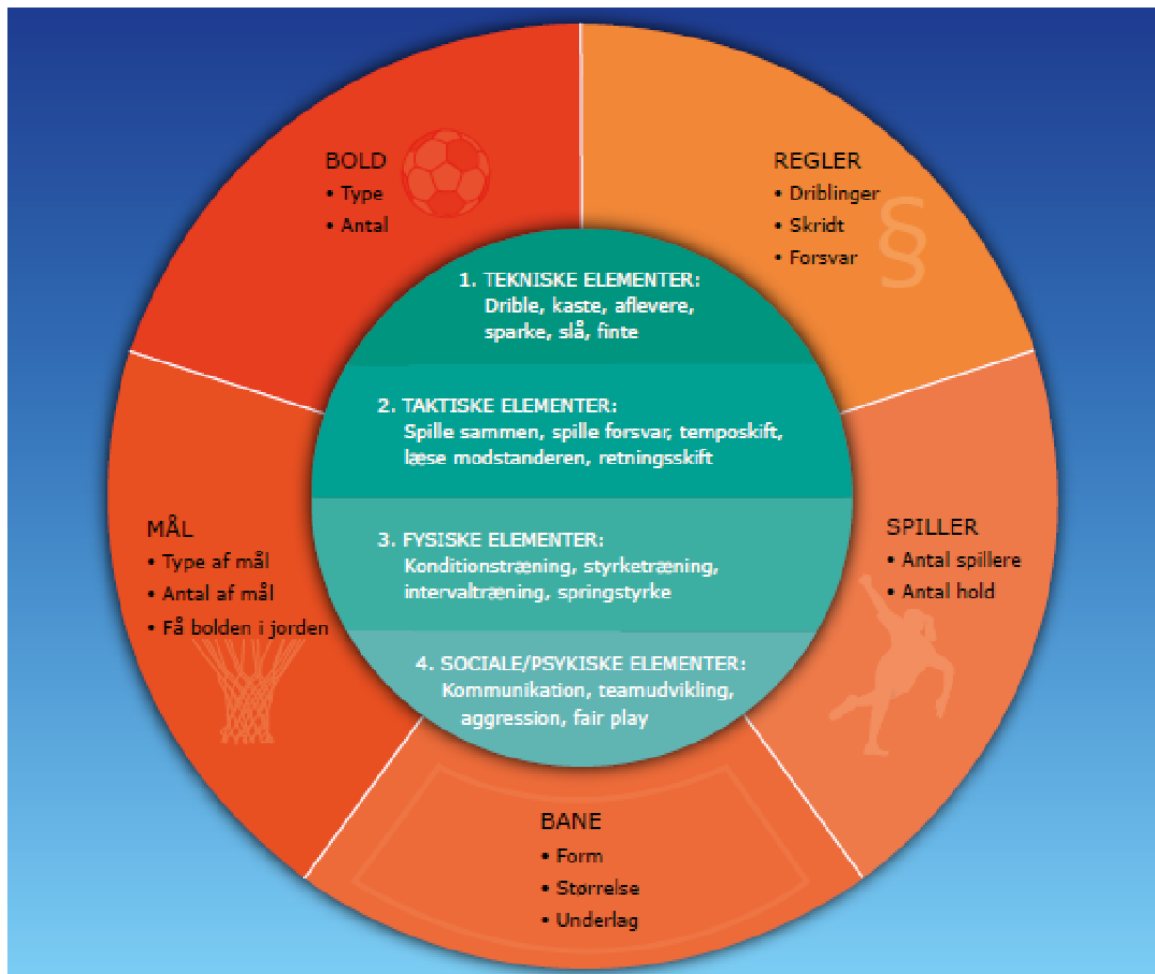 BOLD
• Type
• Antal
REGLER
• Driblinger
• Skridt
• Forsvar
§
1. TEKNISKE ELEMENTER:
Drible, kaste, aflevere,
sparke, slå, finte
2. TAKTISKE ELEMENTER:
Spille sammen, spille forsvar, temposkift,
læse modstanderen, retningsskift
3. FYSISKE ELEMENTER:
Konditionstræning, styrketræning,
intervaltræning, springstyrke
4. SOCIALE/PSYKISKE ELEMENTER:
Kommunikation, teamudvikling,
aggression, fair play
MÅL
• Type af mål
• Antal af mål
• Få bolden i jorden
SPILLER
• Antal spillere
• Antal hold
BANE
• Form
• Størrelse
• Underlag